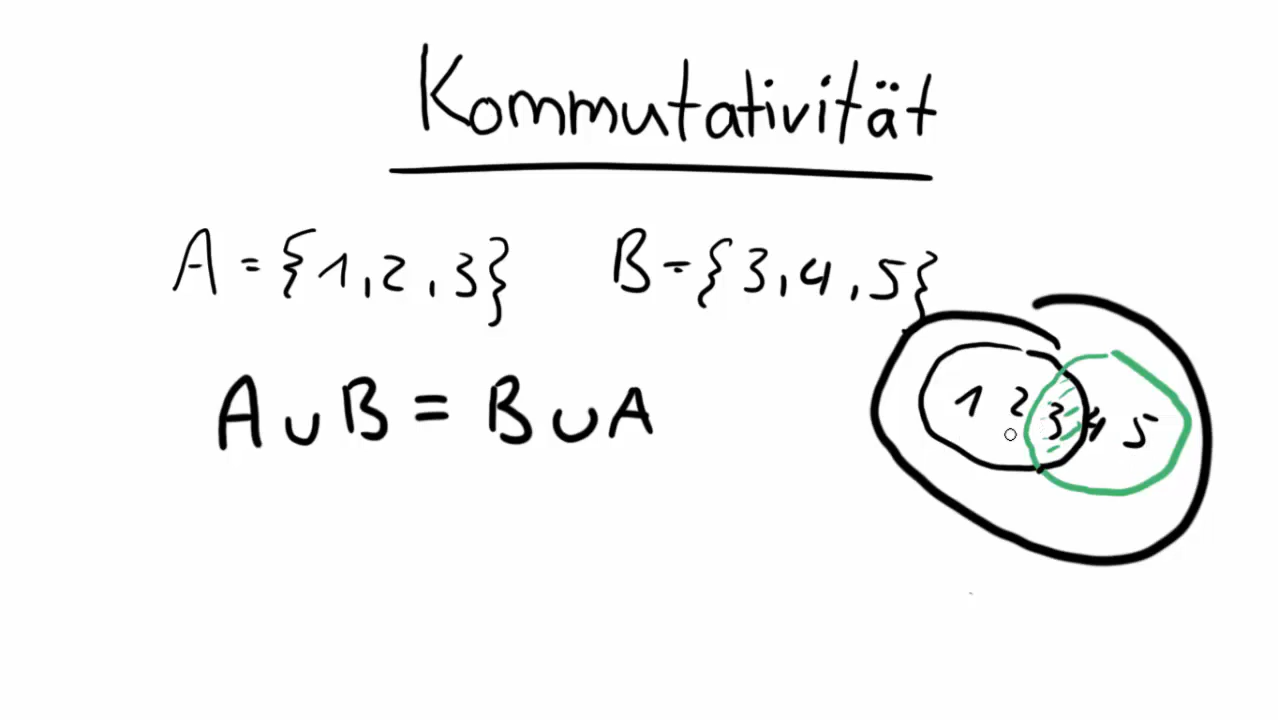 Kommutativität
A = {1, 2, 3} B = {3, 4, 5}
A ∪ B = B ∪ A
1 2 3 4 5